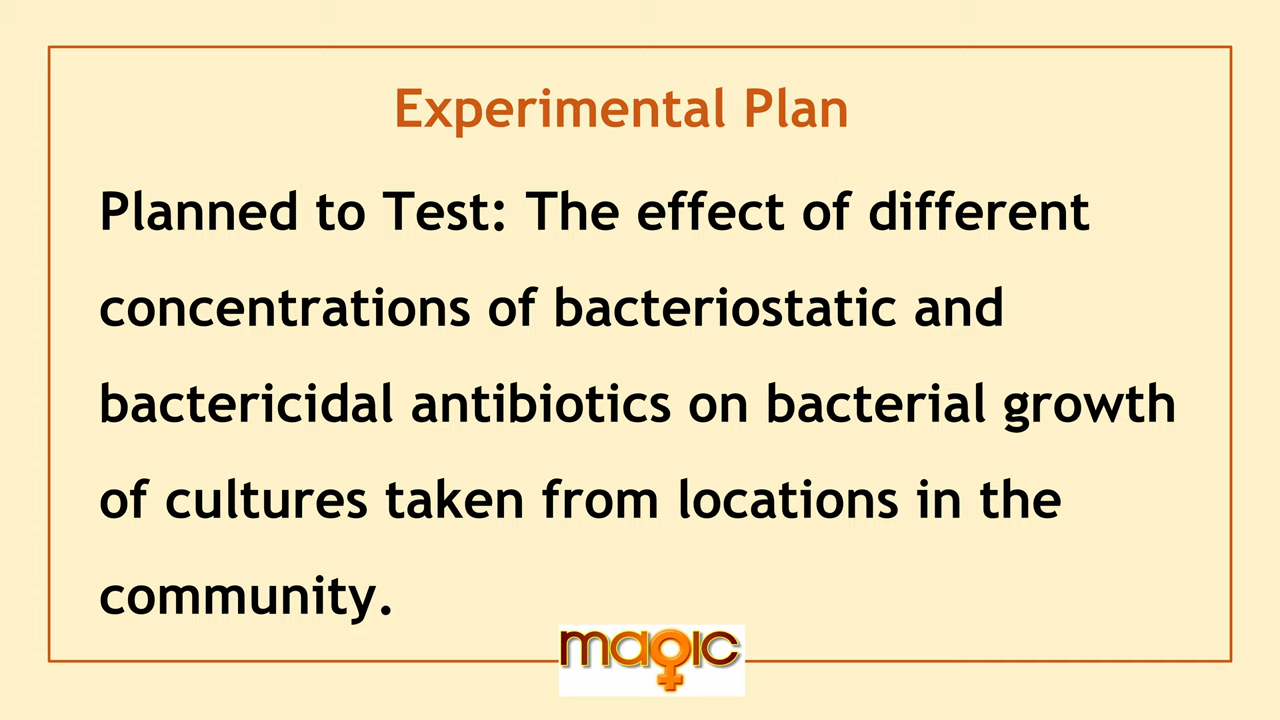 Experimental Plan
Planned to Test: The effect of different
concentrations of bacteriostatic and
bactericidal antibiotics on bacterial growth
of cultures taken from locations in the
community.
magic